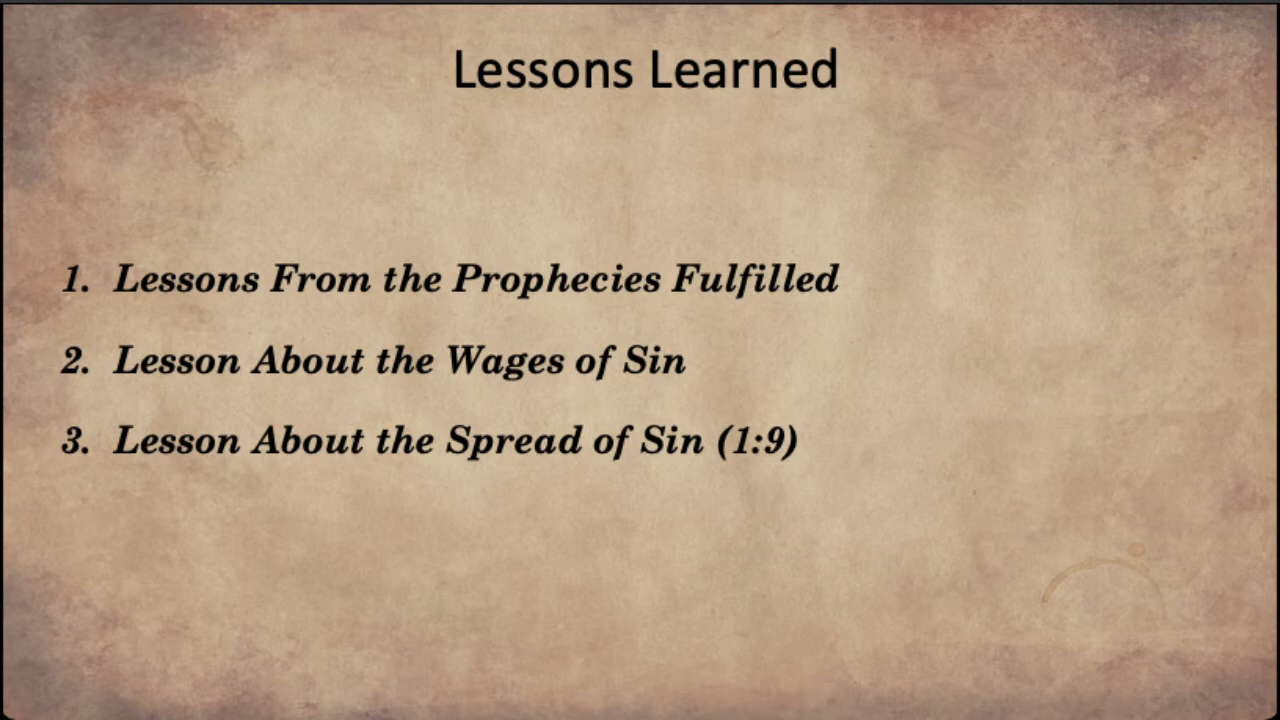 Lessons Learned
1. Lessons From the Prophecies Fulfilled
2. Lesson About the Wages of Sin
3. Lesson About the Spread of Sin (1:9)